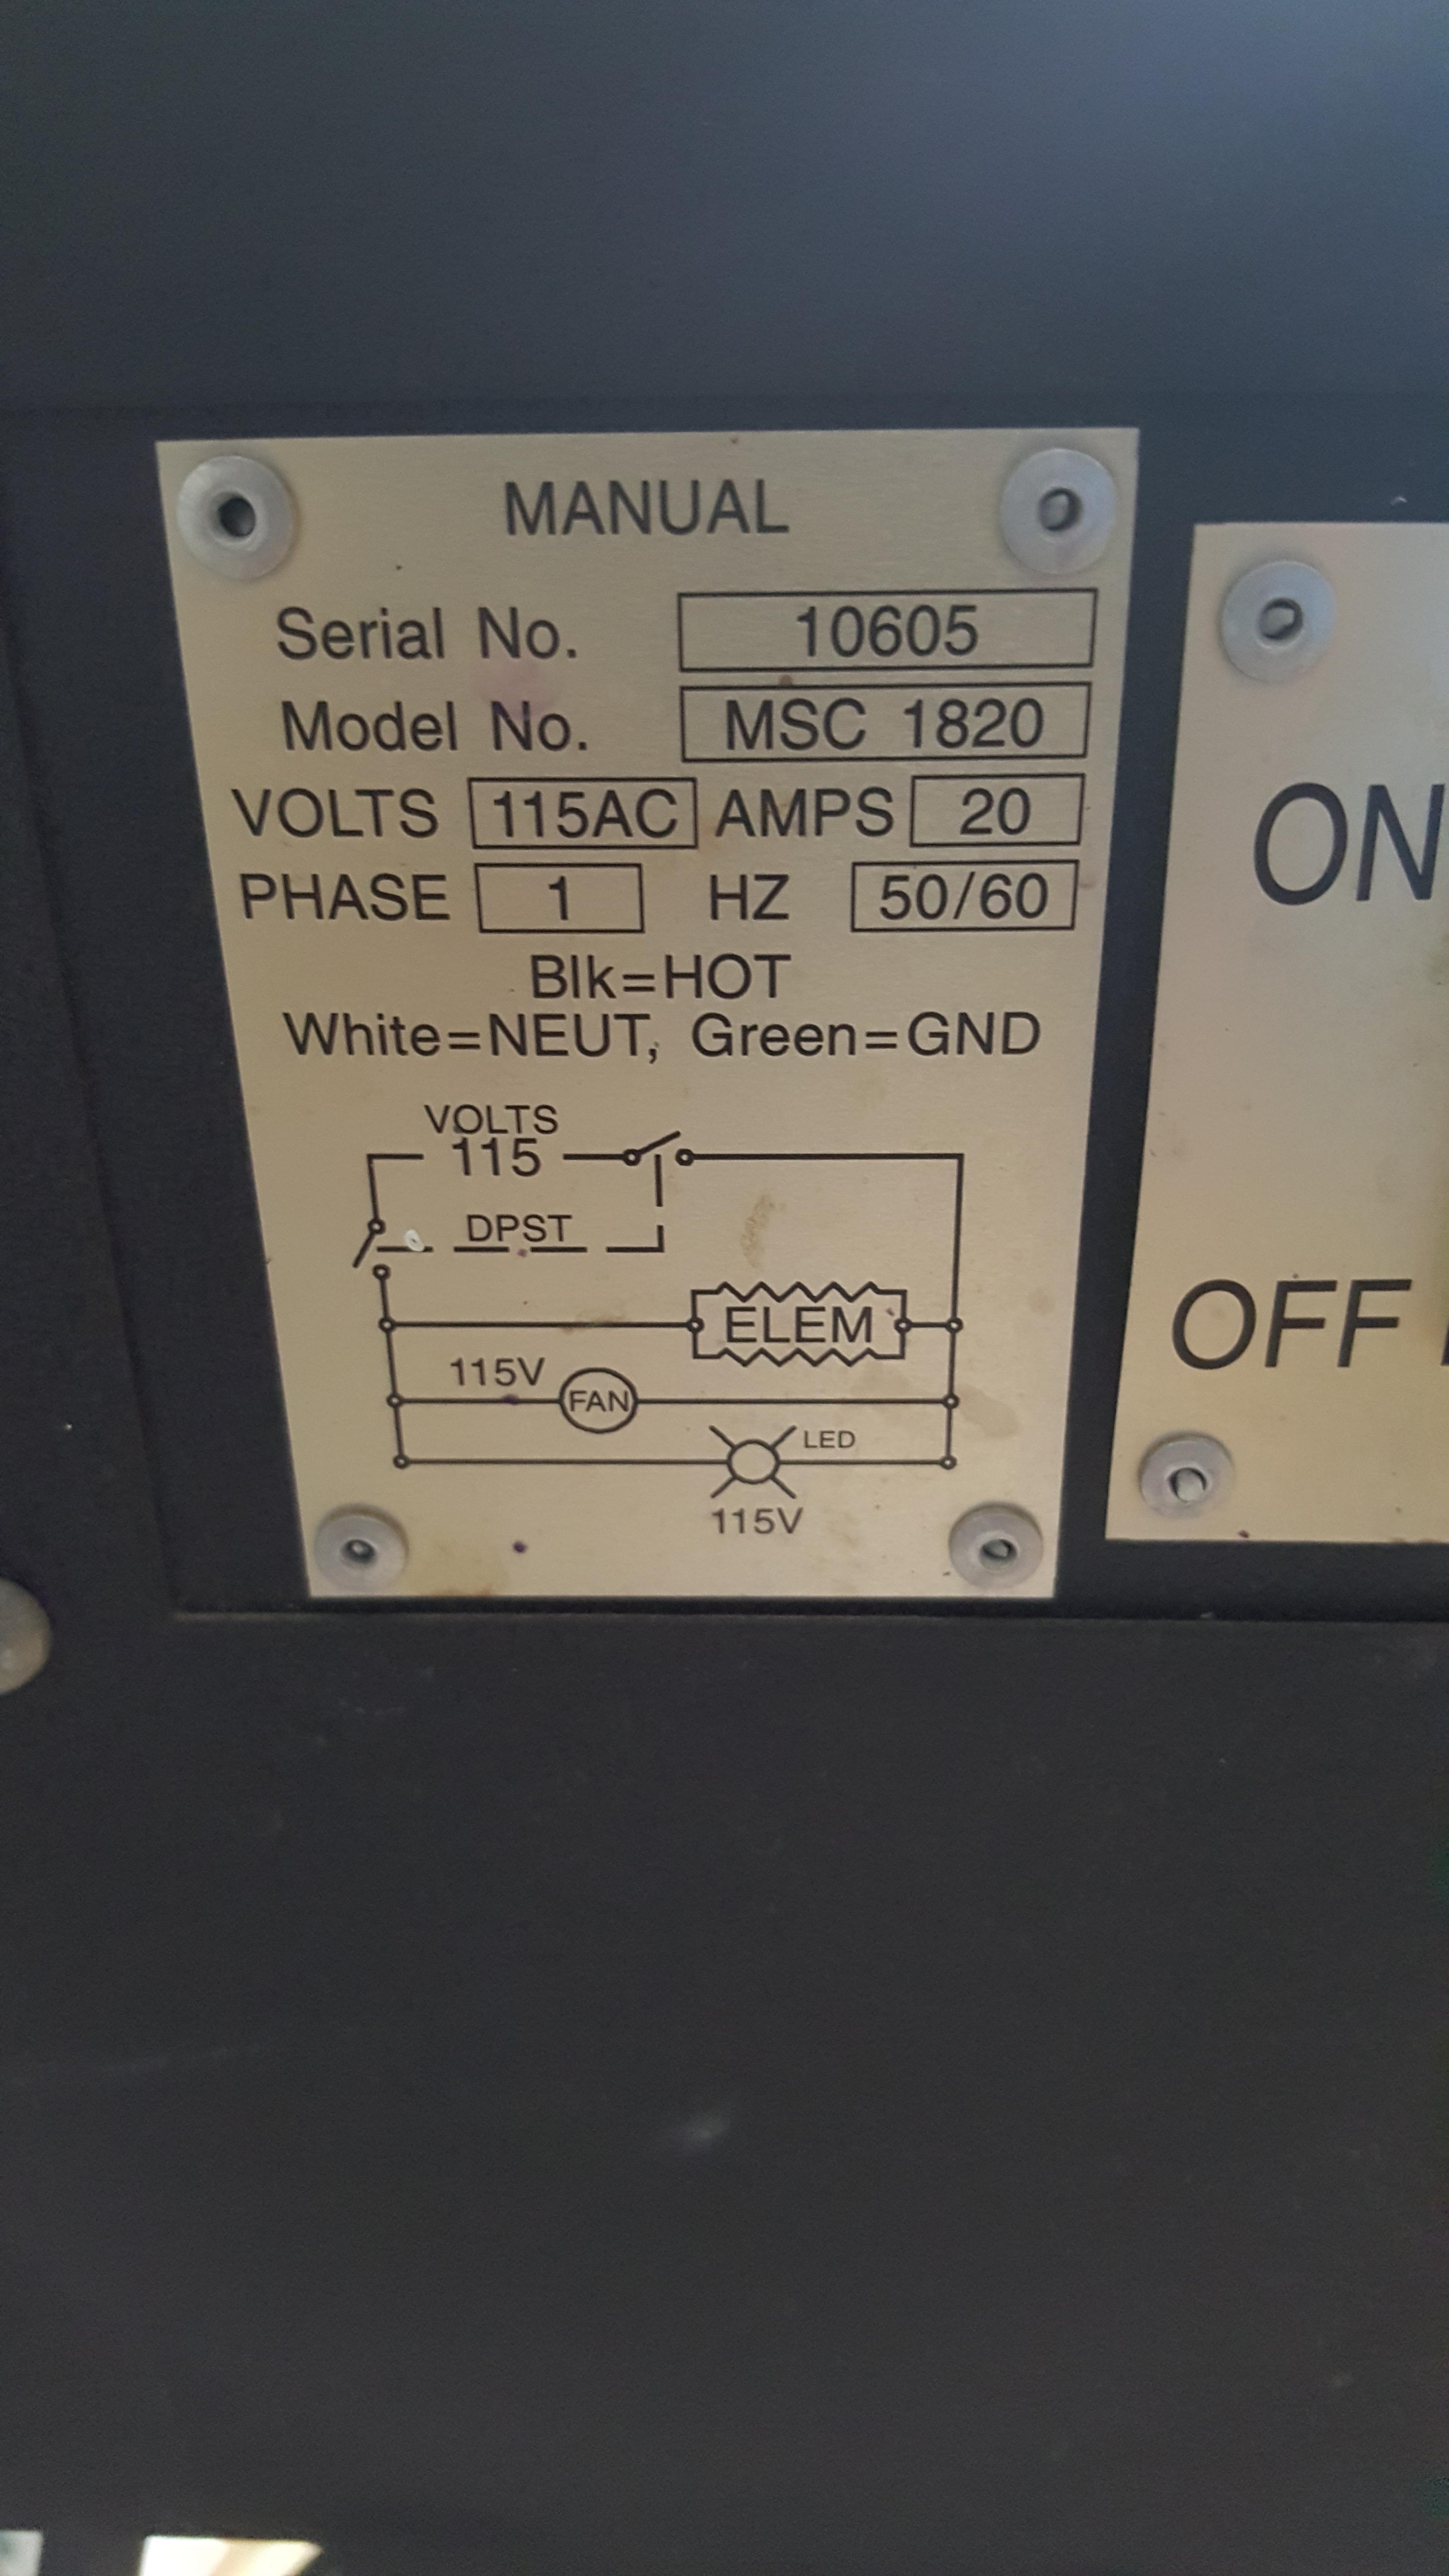 MANUAL
Serial No. 10605
Model No. MSC 1820
VOLTS 115AC AMPS 20
PHASE 1 HZ 50/60
Blk=HOT
White=NEUT, Green=GND
VOLTS
115
DPST
ELEM
115V
FAN
LED
115V
ON
OFF